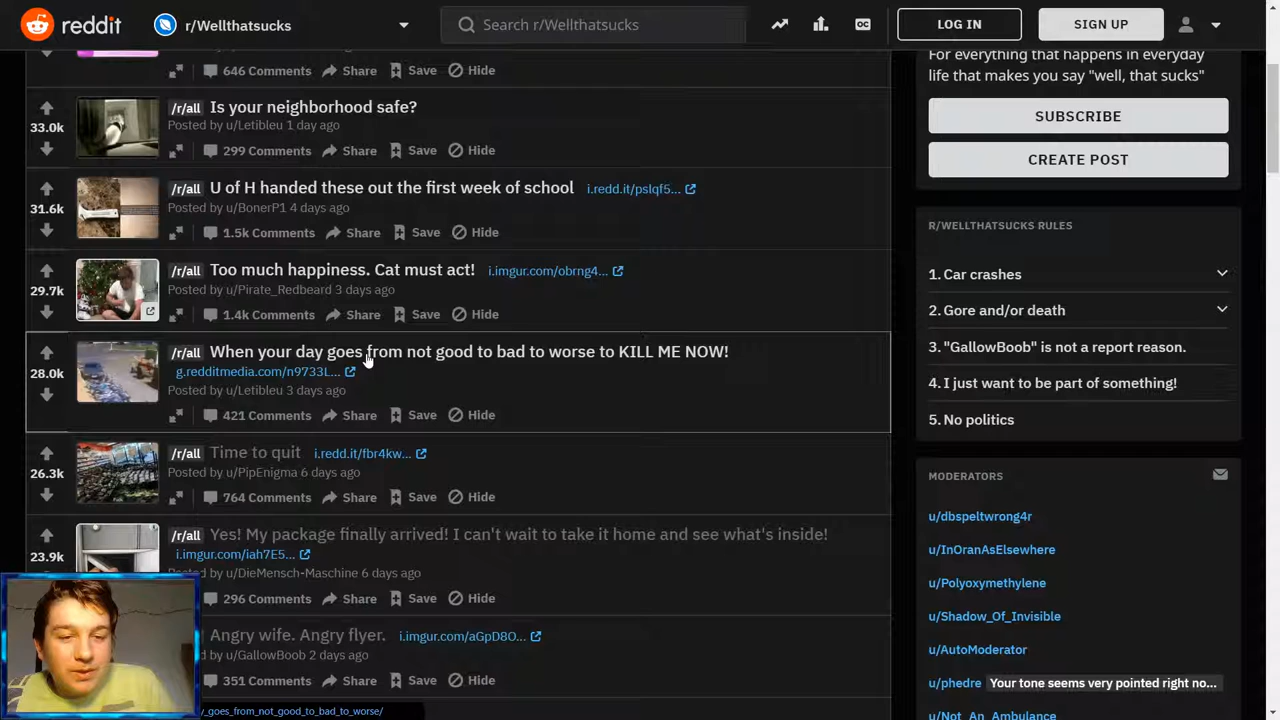 reddit r/Wellthatsucks Search r/Wellthatsucks CC LOG IN SIGN UP
646 Comments Share Save Hide
33.0k
/r/all Is your neighborhood safe?
Posted by u/Letibleu 1 day ago
299 Comments Share Save Hide
31.6k
/r/all U of H handed these out the first week of school i.redd.it/pslqf5...
Posted by u/BonerP1 4 days ago
1.5k Comments Share Save Hide
29.7k
/r/all Too much happiness. Cat must act! i.imgur.com/obrng4...
Posted by u/Pirate_Redbeard 3 days ago
1.4k Comments Share Save Hide
28.0k
/r/all When your day goes from not good to bad to worse to KILL ME NOW!
g.redditmedia.com/n9733L...
Posted by u/Letibleu 3 days ago
421 Comments Share Save Hide
26.3k
/r/all Time to quit i.redd.it/fbr4kw...
Posted by u/PipEnigma 6 days ago
764 Comments Share Save Hide
23.9k
/r/all Yes! My package finally arrived! I can't wait to take it home and see what's inside!
i.imgur.com/iah7E5...
by u/DieMensch-Maschine 6 days ago
296 Comments Share Save Hide
Angry wife. Angry flyer. i.imgur.com/aGpD8O...
by u/GallowBoob 2 days ago
351 Comments Share Save Hide
_goes_from_not_good_to_bad_to_worse/
For everything that happens in everyday
life that makes you say "well, that sucks"
SUBSCRIBE
CREATE POST
R/WELLTHATSUCKS RULES
1. Car crashes
2. Gore and/or death
3. "GallowBoob" is not a report reason.
4. I just want to be part of something!
5. No politics
MODERATORS
u/dbspeltwrong4r
u/InOranAsElsewhere
u/Polyoxymethylene
u/Shadow_Of_Invisible
u/AutoModerator
u/phedre Your tone seems very pointed right no...
u/Not_An_Ambulance